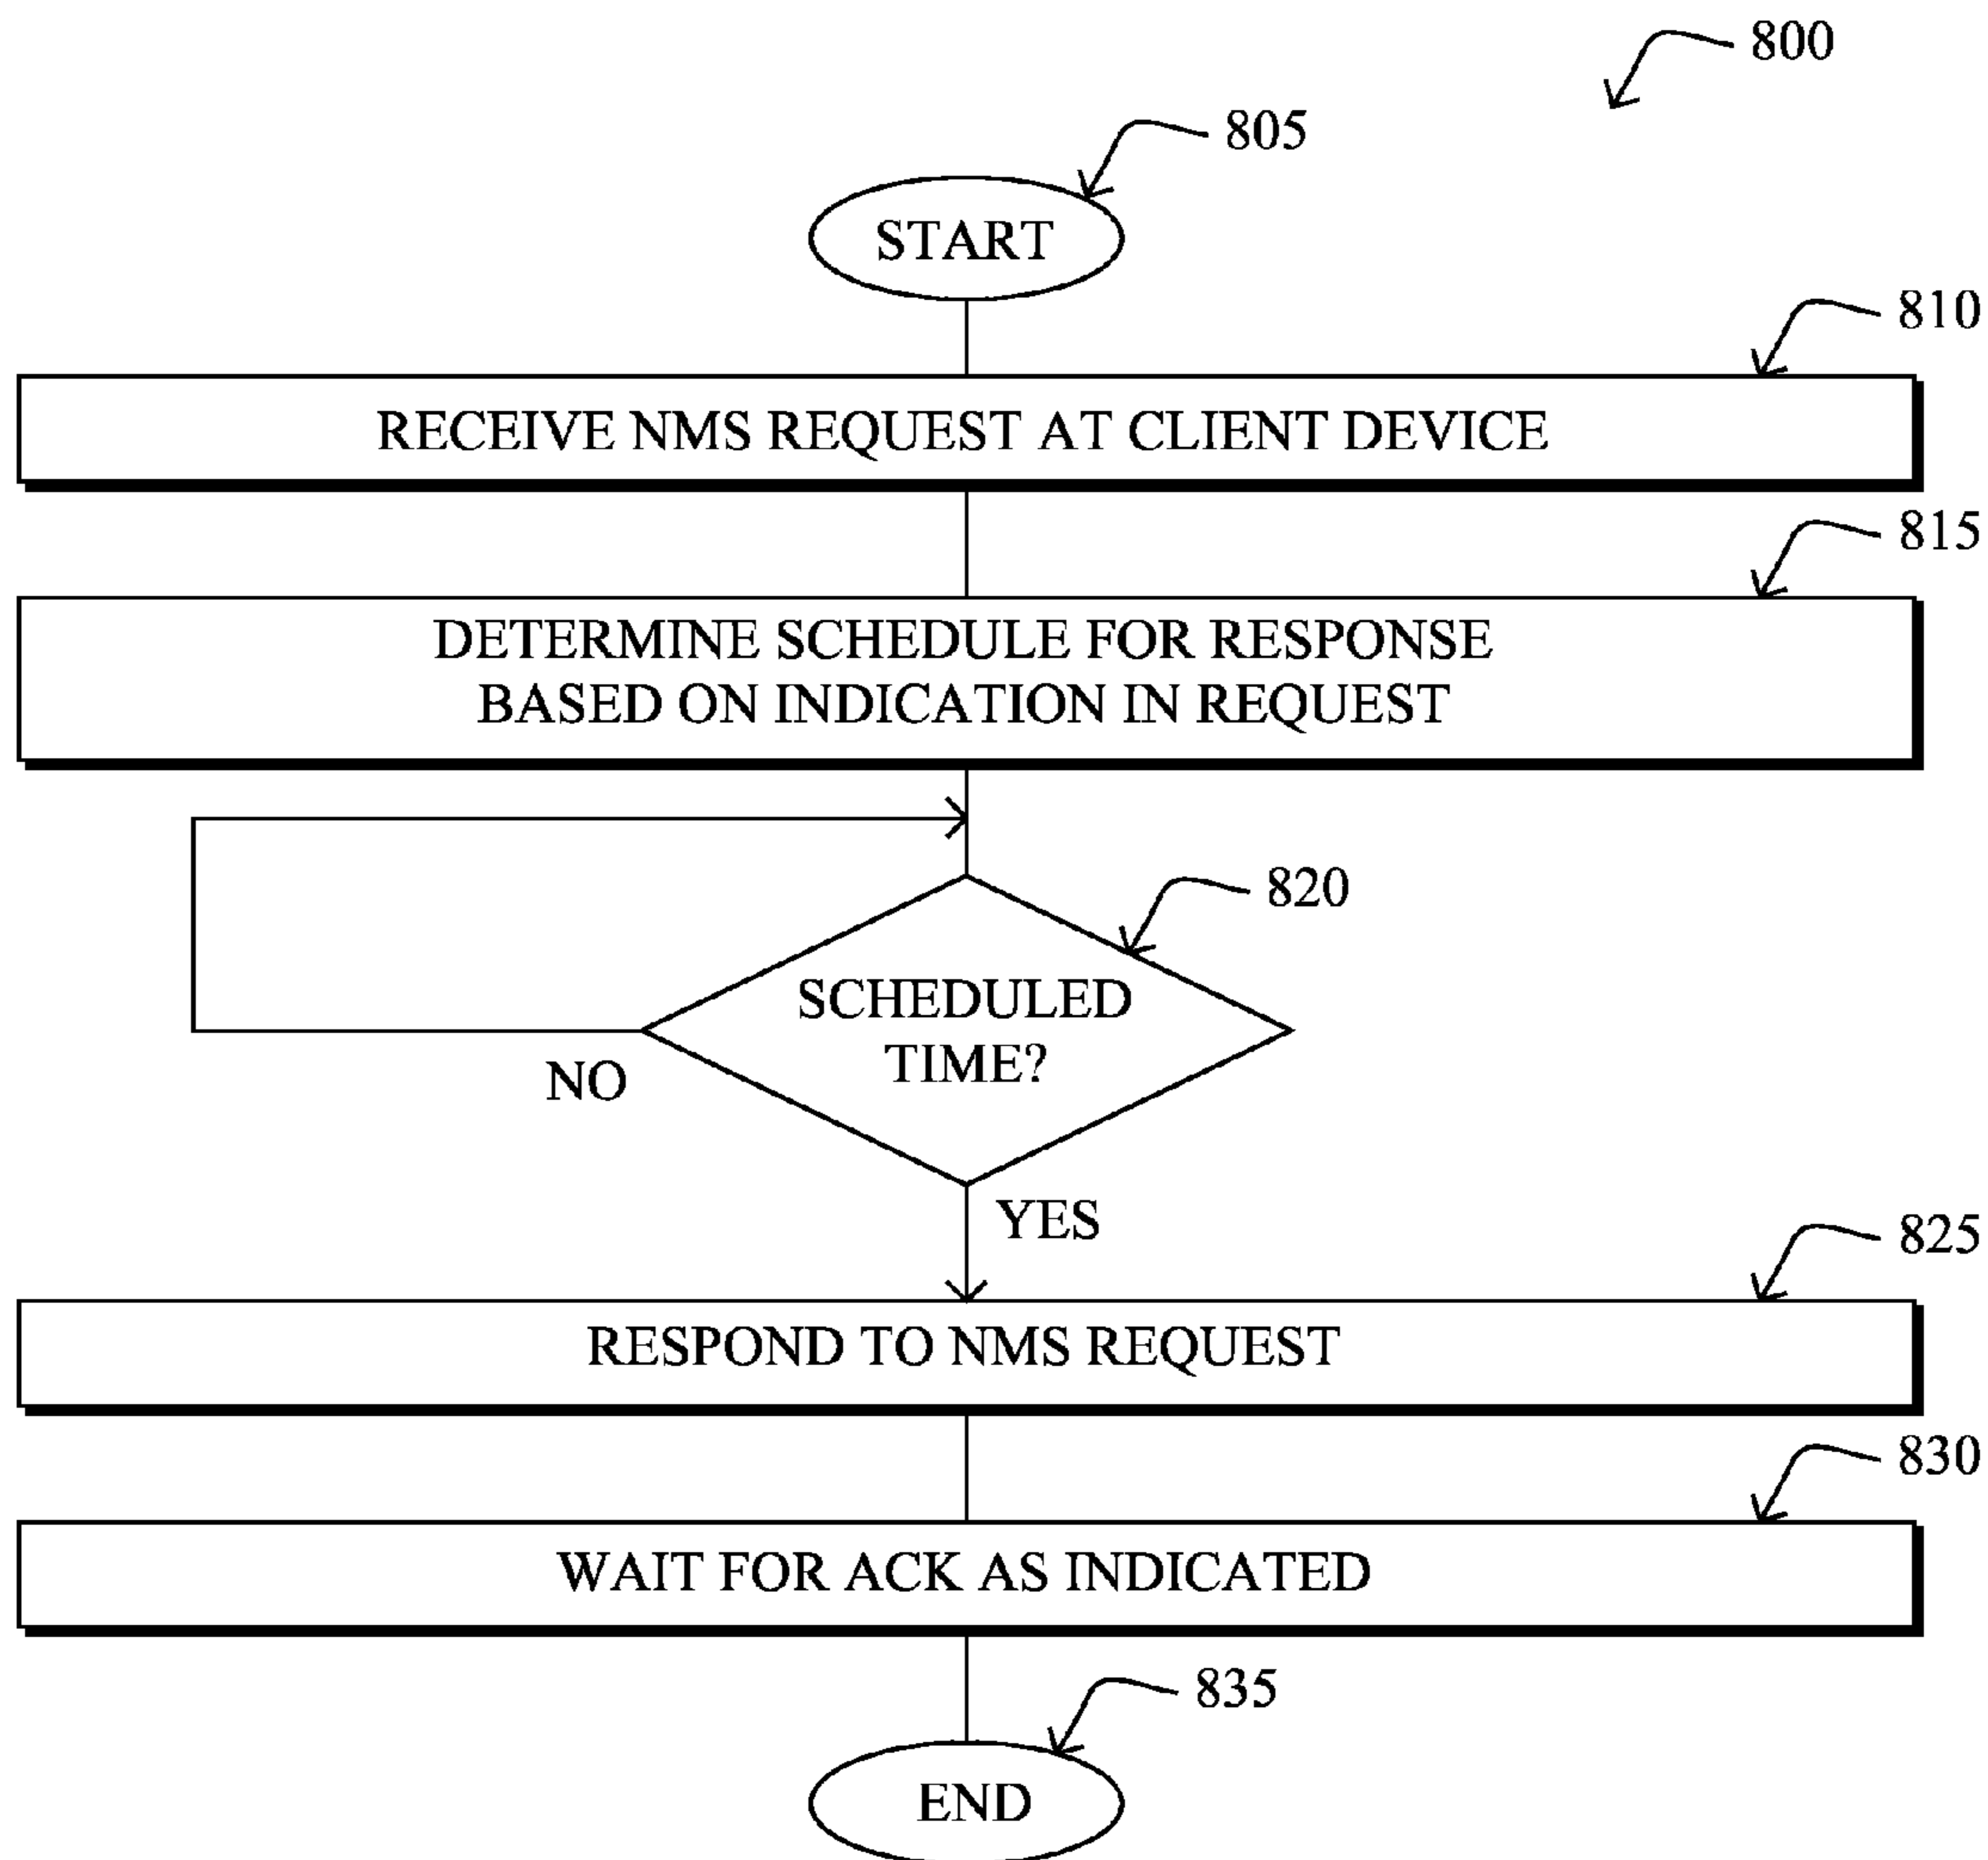 800
805
START
810
RECEIVE NMS REQUEST AT CLIENT DEVICE
815
DETERMINE SCHEDULE FOR RESPONSE
BASED ON INDICATION IN REQUEST
820
SCHEDULED
TIME?
NO
YES
825
RESPOND TO NMS REQUEST
830
WAIT FOR ACK AS INDICATED
835
END